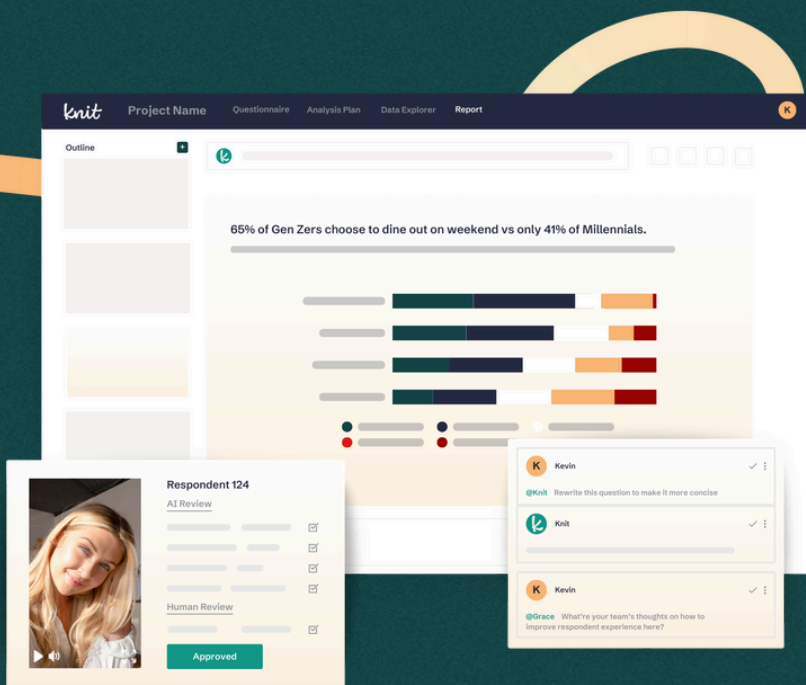 knit Project Name Questionnaire Analysis Plan Data Explorer Report K
Outline +
65% of Gen Zers choose to dine out on weekend vs only 41% of Millennials.
Respondent 124
AI Review
Human Review
Approved
K Kevin
@Knit Rewrite this question to make it more concise
k Knit
K Kevin
@Grace What're your team's thoughts on how to
improve respondent experience here?